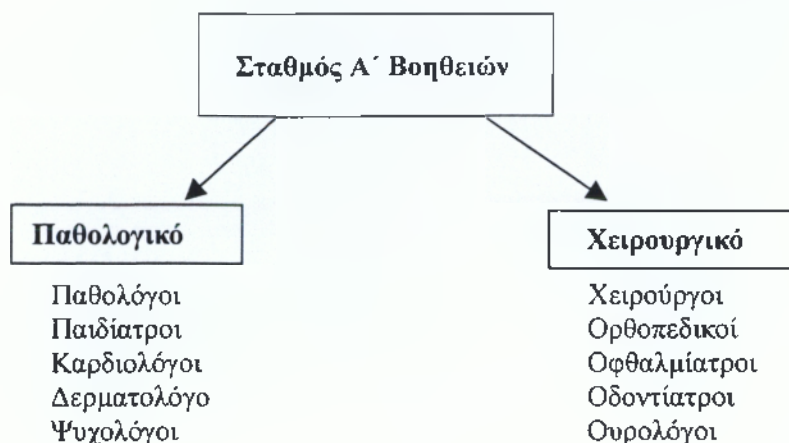 Σταθμός Α΄ Βοηθειών
Παθολογικό
Παθολόγοι
Παιδίατροι
Καρδιολόγοι
Δερματολόγο
Ψυχολόγοι
Χειρουργικό
Χειρούργοι
Ορθοπεδικοί
Οφθαλμίατροι
Οδοντίατροι
Ουρολόγοι